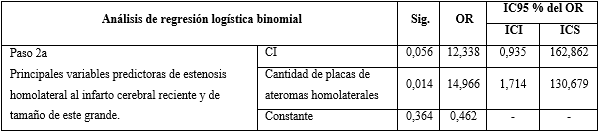 Análisis de regresión logística binomial Sig. OR IC95 % del OR
ICI ICS
Paso 2a CI 0,056 12,338 0,935 162,862
Principales variables predictoras de estenosis homolateral al infarto cerebral reciente y de tamaño de este grande.
Cantidad de placas de ateromas homolaterales 0,014 14,966 1,714 130,679
Constante 0,364 0,462 - -